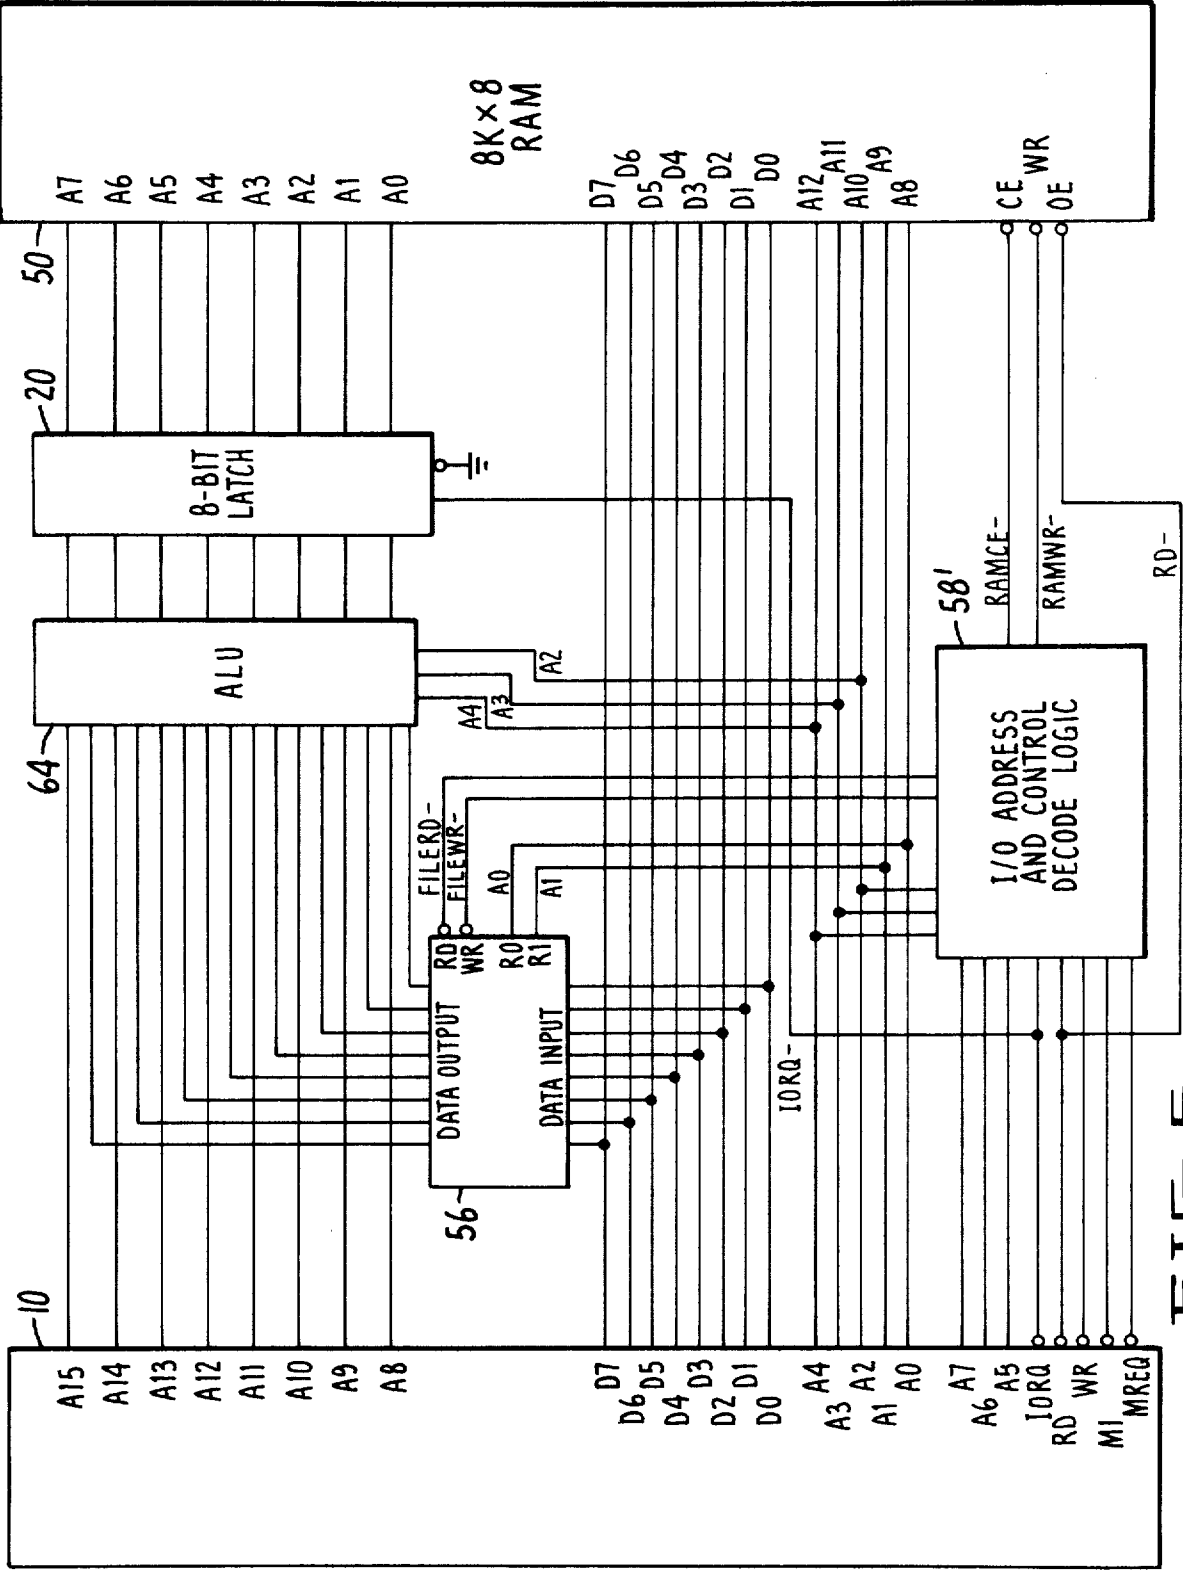 10
A15
A14
A13
A12
A11
A10
A9
A8
D7
D6
D5
D4
D3
D2
D1
D0
A4
A3
A2
A1
A0
A7
A6
A5
IORQ
RD
WR
M1
MREQ
56
DATA OUTPUT
DATA INPUT
RD
WR
R0
R1
FILERD-
FILEWR-
A0
A1
IORQ-
64
ALU
A4
A3
A2
20
8-BIT
LATCH
58'
I/O ADDRESS
AND CONTROL
DECODE LOGIC
RAMCE-
RAMWR-
RD-
50
A7
A6
A5
A4
A3
A2
A1
A0
8K×8
RAM
D7
D6
D5
D4
D3
D2
D1
D0
A12
A11
A10
A9
A8
CE
WR
OE